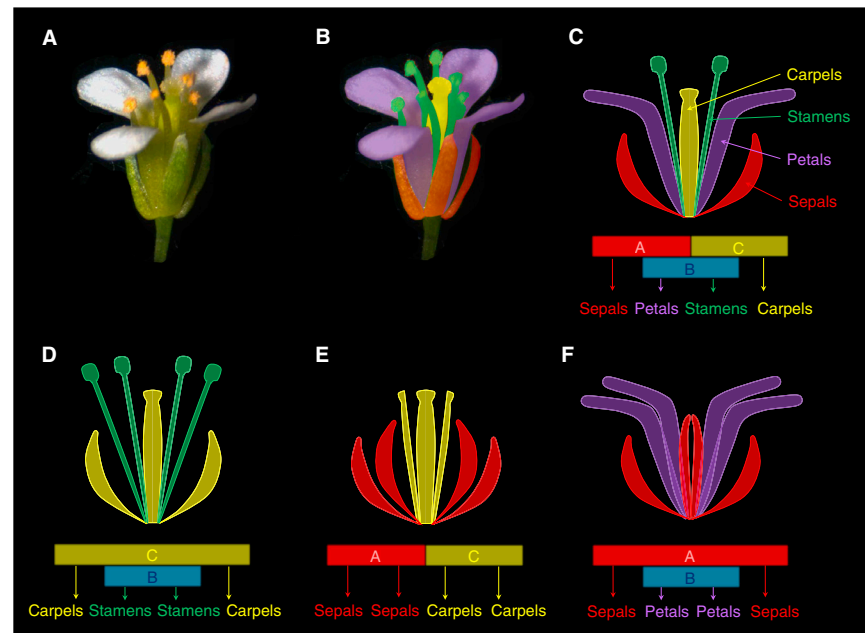 A
B
C
Carpels
Stamens
Petals
Sepals
A C
B
Sepals Petals Stamens Carpels
D
E
F
C
B
Carpels Stamens Stamens Carpels
A C
Sepals Sepals Carpels Carpels
A
B
Sepals Petals Petals Sepals